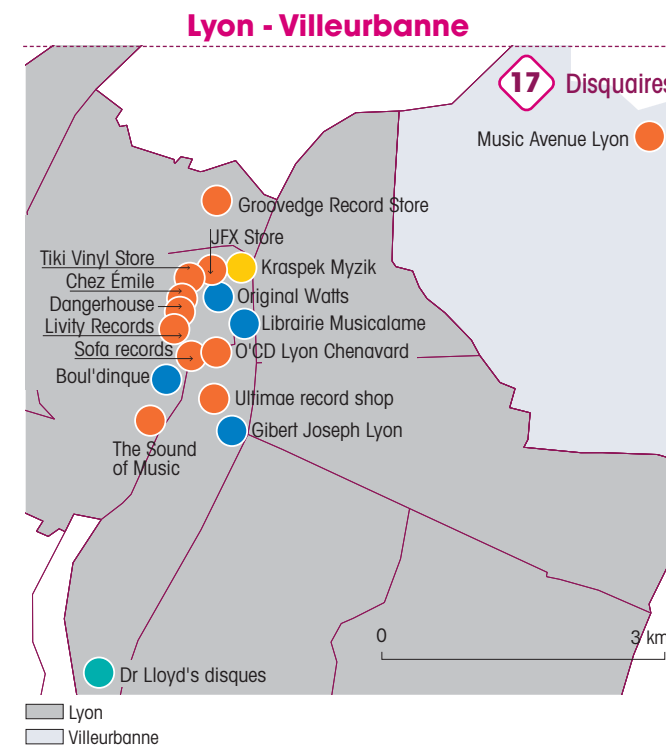 Lyon - Villeurbanne
17 Disquaires
Music Avenue Lyon
Groovedge Record Store
UFX Store
Tiki Vinyl Store
Kraspek Myzik
Chez Émile
Original Watts
Dangerhouse
Livity Records
Librairie Musicalame
Sofa records
O'CD Lyon Chenavard
Boul'dinque
Ultimae record shop
Gibert Joseph Lyon
The Sound
of Music
0
3 km
Dr Lloyd's disques
Lyon
Villeurbanne